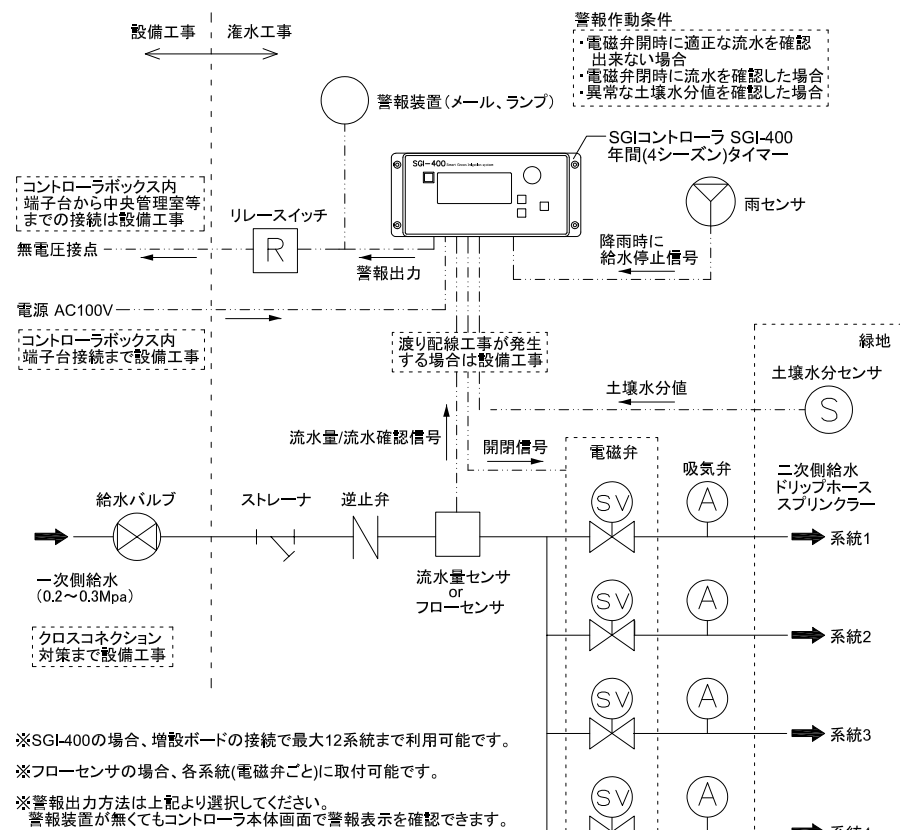 設備工事
潅水工事
警報作動条件
・電磁弁開時に適正な流水を確認
出来ない場合
・電磁弁閉時に流水を確認した場合
・異常な土壌水分値を確認した場合
警報装置(メール、ランプ)
SGIコントローラ SGI-400
年間(4シーズン)タイマー
SGI-400
コントローラボックス内
端子台から中央管理室等
までの接続は設備工事
リレースイッチ
雨センサ
無電圧接点
R
警報出力
降雨時に
給水停止信号
電源 AC100V
コントローラボックス内
端子台接続まで設備工事
渡り配線工事が発生
する場合は設備工事
緑地
土壌水分センサ
土壌水分値
S
流水量/流水確認信号
開閉信号
電磁弁
吸気弁
二次側給水
ドリップホース
スプリンクラー
給水バルブ
ストレーナ
逆止弁
SV
A
系統1
一次側給水
(0.2~0.3Mpa)
流水量センサ
or
フローセンサ
SV
A
系統2
クロスコネクション
対策まで設備工事
SV
A
系統3
※SGI-400の場合、増設ボードの接続で最大12系統まで利用可能です。
※フローセンサの場合、各系統(電磁弁ごと)に取付可能です。
SV
A
※警報出力方法は上記より選択してください。
警報装置が無くてもコントローラ本体画面で警報表示を確認できます。